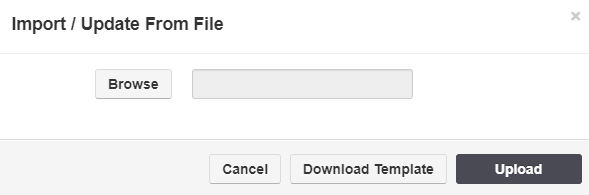 Import / Update From File
×
Browse
Cancel Download Template Upload